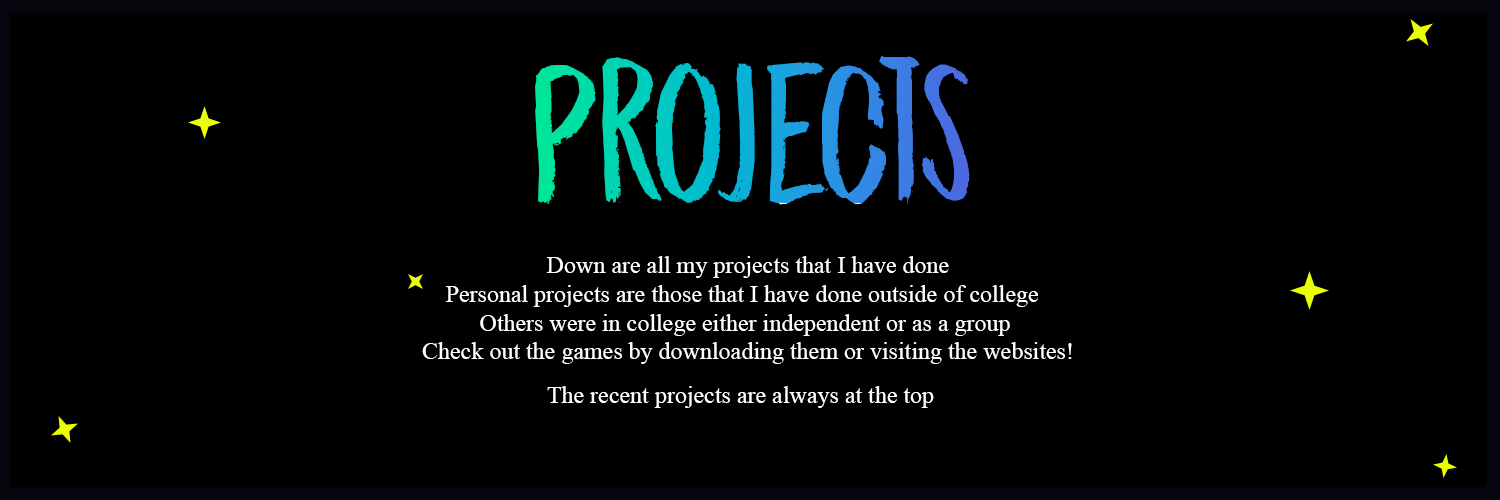 PROJECTS
Down are all my projects that I have done
Personal projects are those that I have done outside of college
Others were in college either independent or as a group
Check out the games by downloading them or visiting the websites!
The recent projects are always at the top